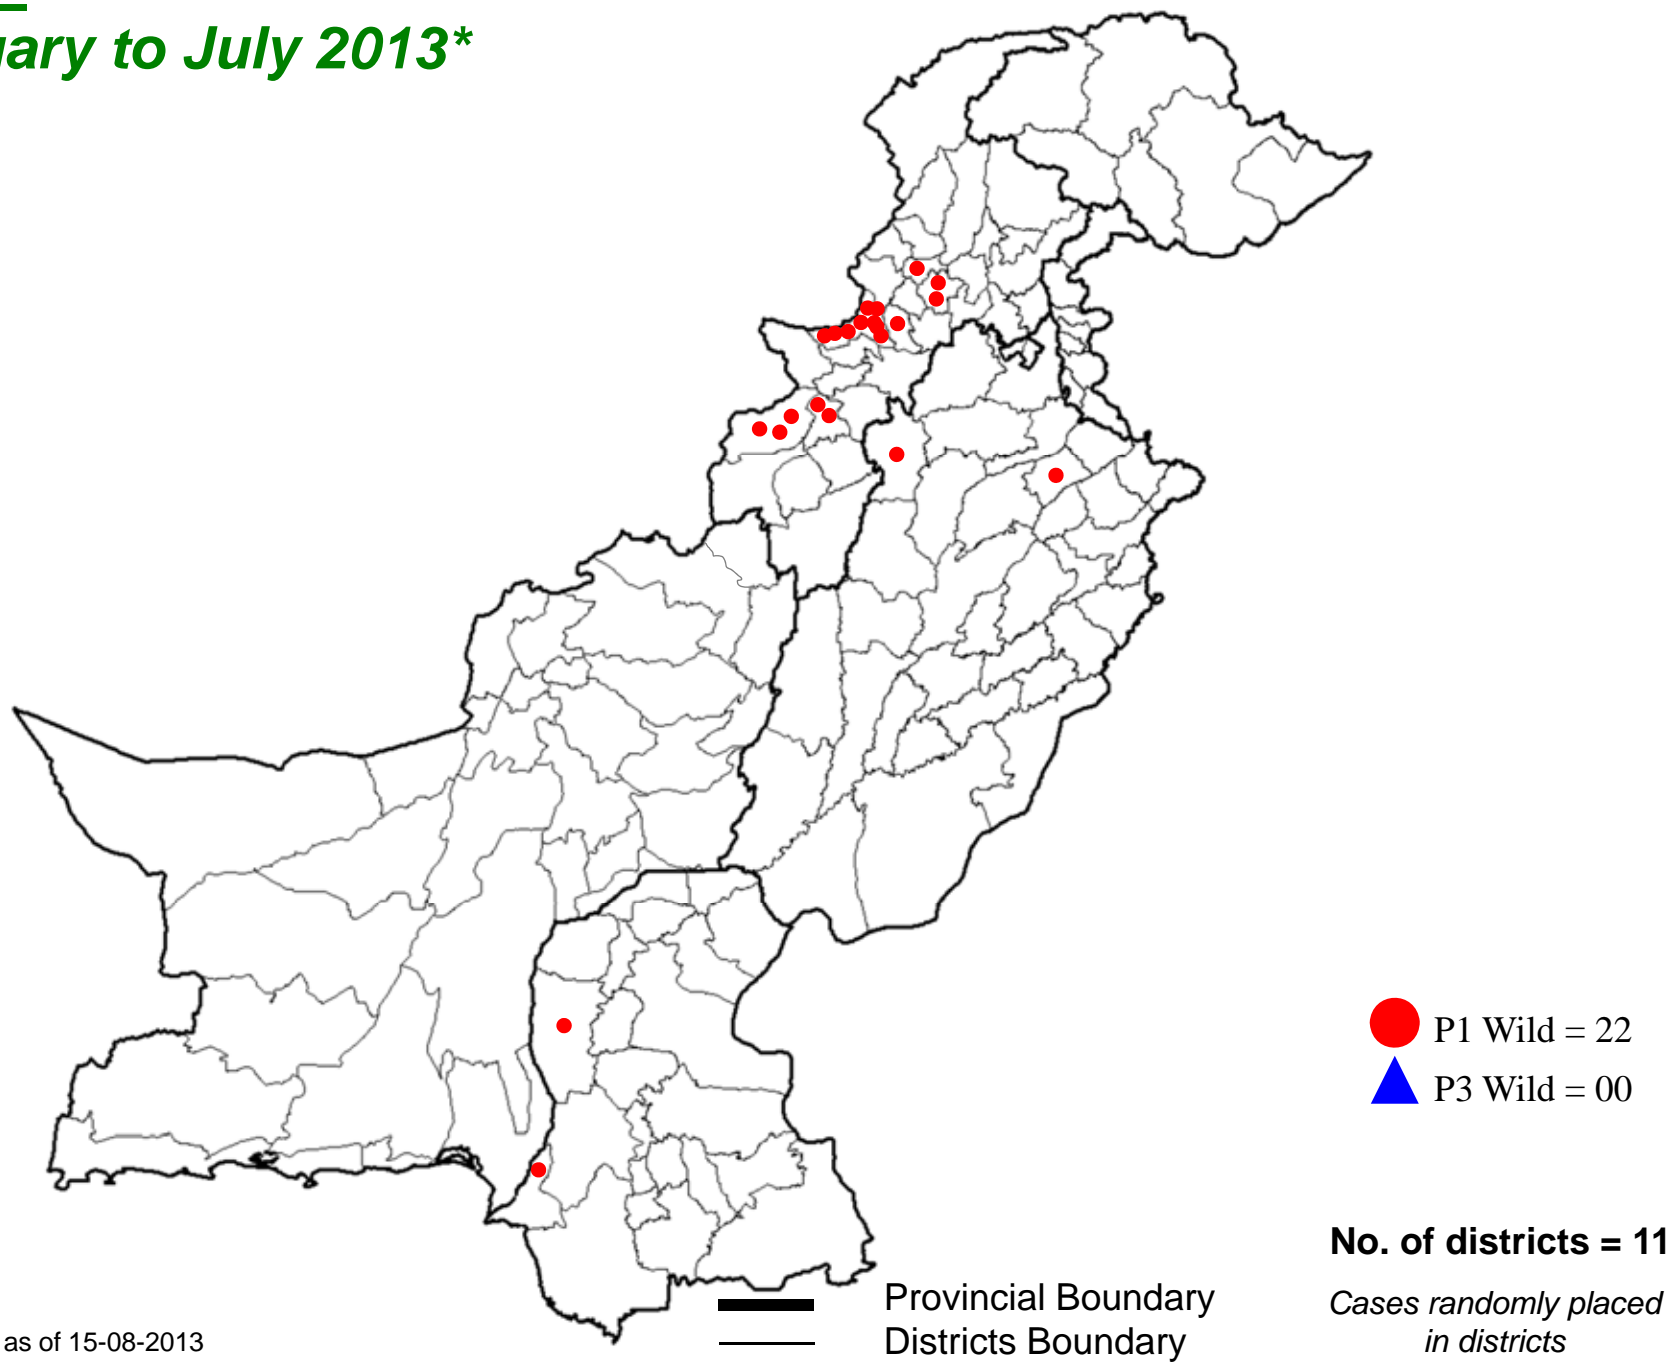 to July 2013*
P1 Wild = 22
P3 Wild = 00
No. of districts = 11
Cases randomly placed
in districts
Provincial Boundary
Districts Boundary
as of 15-08-2013